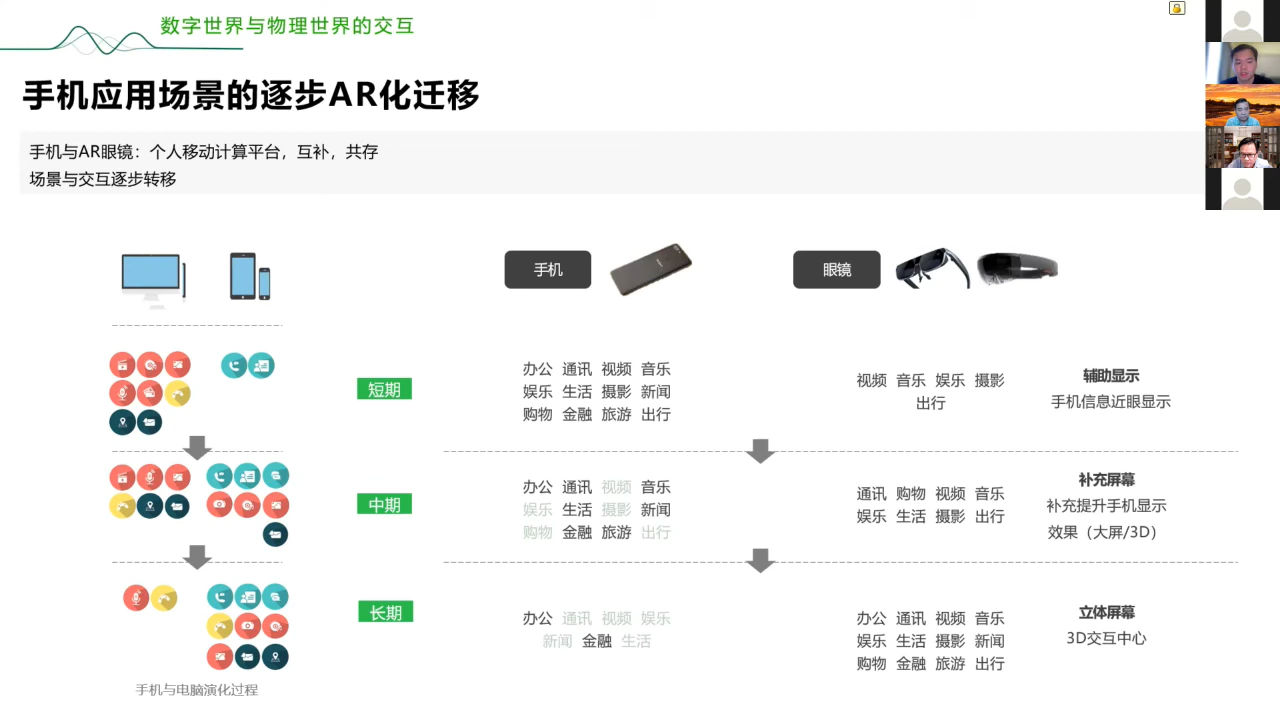 数字世界与物理世界的交互
手机应用场景的逐步AR化迁移
手机与AR眼镜：个人移动计算平台，互补，共存
场景与交互逐步转移
手机
眼镜
短期
办公 通讯 视频 音乐
娱乐 生活 摄影 新闻
购物 金融 旅游 出行
视频 音乐 娱乐 摄影
出行
辅助显示
手机信息近眼显示
中期
办公 通讯 视频 音乐
娱乐 生活 摄影 新闻
购物 金融 旅游 出行
通讯 购物 视频 音乐
娱乐 生活 摄影 出行
补充屏幕
补充提升手机显示
效果（大屏/3D）
长期
办公 通讯 视频 娱乐
新闻 金融 生活
办公 通讯 视频 音乐
娱乐 生活 摄影 新闻
购物 金融 旅游 出行
立体屏幕
3D交互中心
手机与电脑演化过程